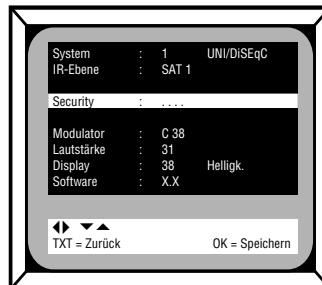 System : 1 UNI/DiSEqC
IR-Ebene : SAT 1
Security : . . . .
Modulator : C 38
Lautstärke : 31
Display : 38 Helligk.
Software : X.X
TXT = Zurück OK = Speichern